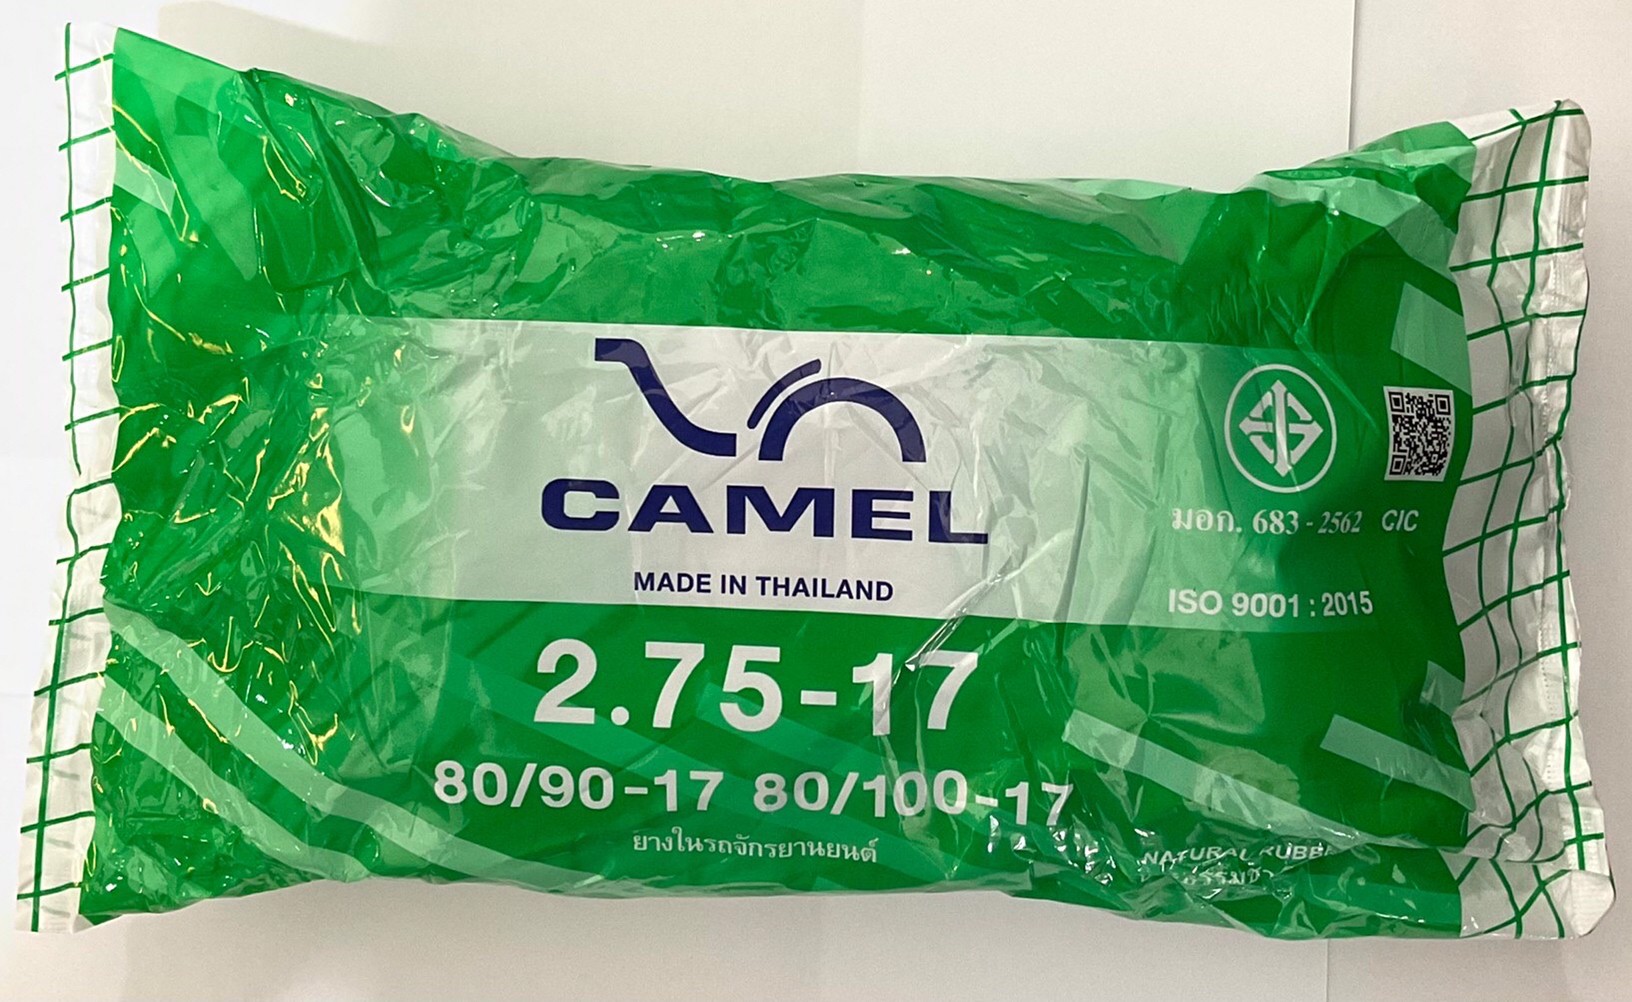 CAMEL
MADE IN THAILAND
มอก. 683 - 2562 CIC
ISO 9001 : 2015
2.75-17
80/90-17 80/100-17
ยางในรถจักรยานยนต์
NATURAL RUBBER